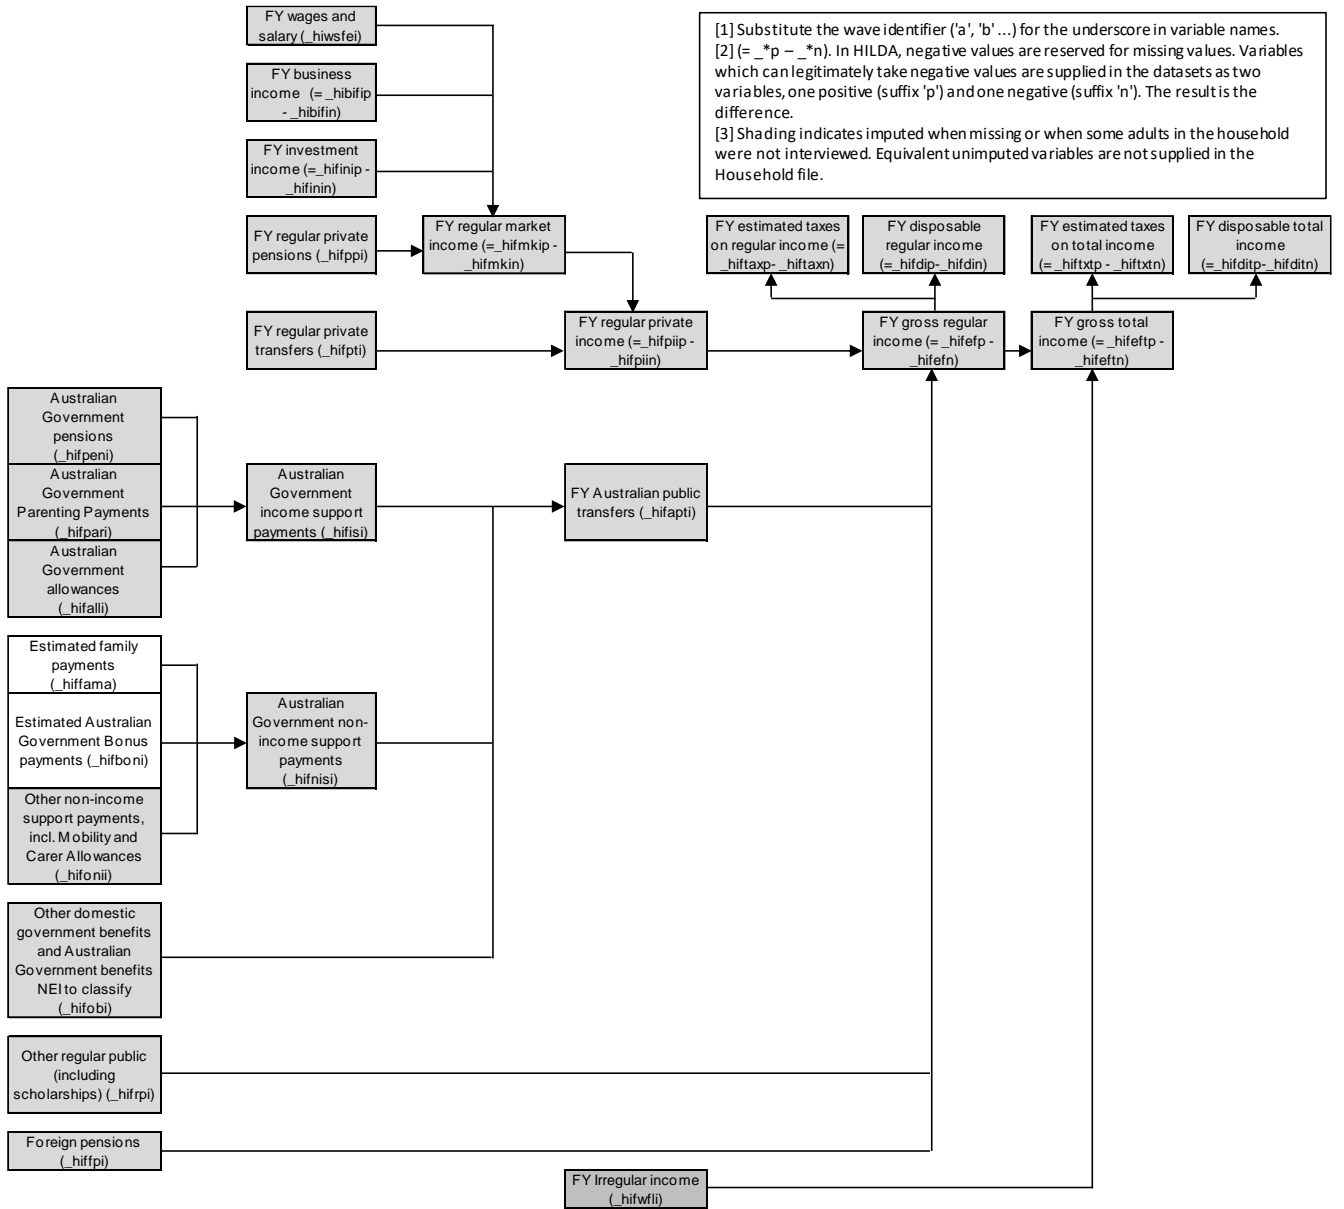 FY wages and
salary (_hiwsfei)
FY business
income (= _hibifip
- _hibifin)
FY investment
income (=_hifinip -
_hifinin)
FY regular private
pensions (_hifppi)
FY regular market
income (=_hifmkip -
_hifmkin)
[1] Substitute the wave identifier ('a', 'b' ...) for the underscore in variable names.
[2] (= _*p – _*n). In HILDA, negative values are reserved for missing values. Variables
which can legitimately take negative values are supplied in the datasets as two
variables, one positive (suffix 'p') and one negative (suffix 'n'). The result is the
difference.
[3] Shading indicates imputed when missing or when some adults in the household
were not interviewed. Equivalent unimputed variables are not supplied in the
Household file.
FY estimated taxes
on regular income (=
_hiftaxp- _hiftaxn)
FY disposable
regular income
(=_hifdip-_hifdin)
FY estimated taxes
on total income
(= _hiftxtp - _hiftxtn)
FY disposable total
income
(=_hifditp-_hifditn)
FY regular private
transfers (_hifpti)
FY regular private
income (=_hifpiip -
_hifpiin)
FY gross regular
income (= _hifefp -
_hifefn)
FY gross total
income (= _hifeftp -
_hifeftn)
Australian
Government
pensions
(_hifpeni)
Australian
Government
Parenting Payments
(_hifpari)
Australian
Government
allowances
(_hifalli)
Australian
Government
income support
payments (_hifisi)
FY Australian public
transfers (_hifapti)
Estimated family
payments
(_hiffama)
Estimated Australian
Government Bonus
payments (_hifboni)
Other non-income
support payments,
incl. Mobility and
Carer Allowances
(_hifonii)
Australian
Government non-
income support
payments
(_hifnisi)
Other domestic
government benefits
and Australian
Government benefits
NEI to classify
(_hifobi)
Other regular public
(including
scholarships) (_hifrpi)
Foreign pensions
(_hiffpi)
FY Irregular income
(_hifwfli)